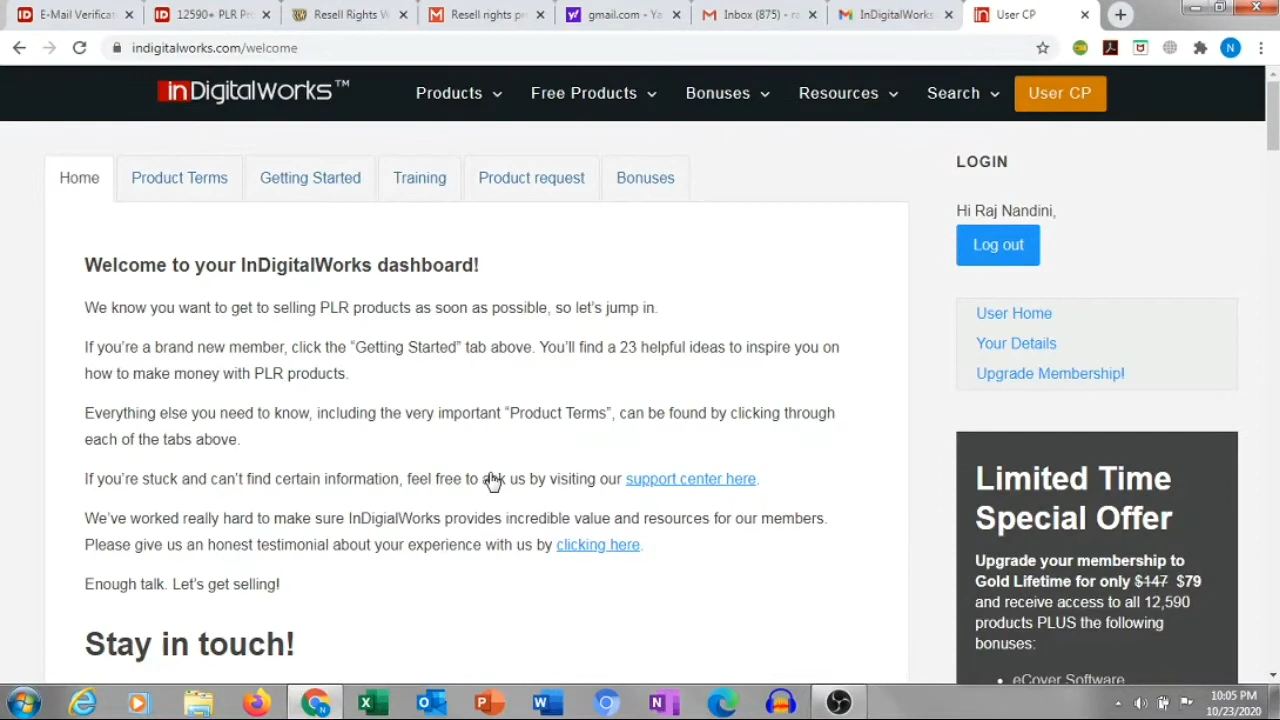 E-Mail Verificat
12590+ PLR Pr
Resell Rights W
Resell rights pr
gmail.com - Ya
Inbox (875) - ra
InDigitalWorks
User CP
indigitalworks.com/welcome
N
inDigitalWorks™
Products
Free Products
Bonuses
Resources
Search
User CP
Home
Product Terms
Getting Started
Training
Product request
Bonuses
Welcome to your InDigitalWorks dashboard!
We know you want to get to selling PLR products as soon as possible, so let's jump in.
If you're a brand new member, click the “Getting Started” tab above. You'll find a 23 helpful ideas to inspire you on
how to make money with PLR products.
Everything else you need to know, including the very important “Product Terms”, can be found by clicking through
each of the tabs above.
If you're stuck and can't find certain information, feel free to ask us by visiting our support center here.
We've worked really hard to make sure InDigialWorks provides incredible value and resources for our members.
Please give us an honest testimonial about your experience with us by clicking here.
Enough talk. Let's get selling!
Stay in touch!
LOGIN
Hi Raj Nandini,
Log out
User Home
Your Details
Upgrade Membership!
Limited Time
Special Offer
Upgrade your membership to
Gold Lifetime for only $147 $79
and receive access to all 12,590
products PLUS the following
bonuses:
• eCover Software
10:05 PM
10/23/2020